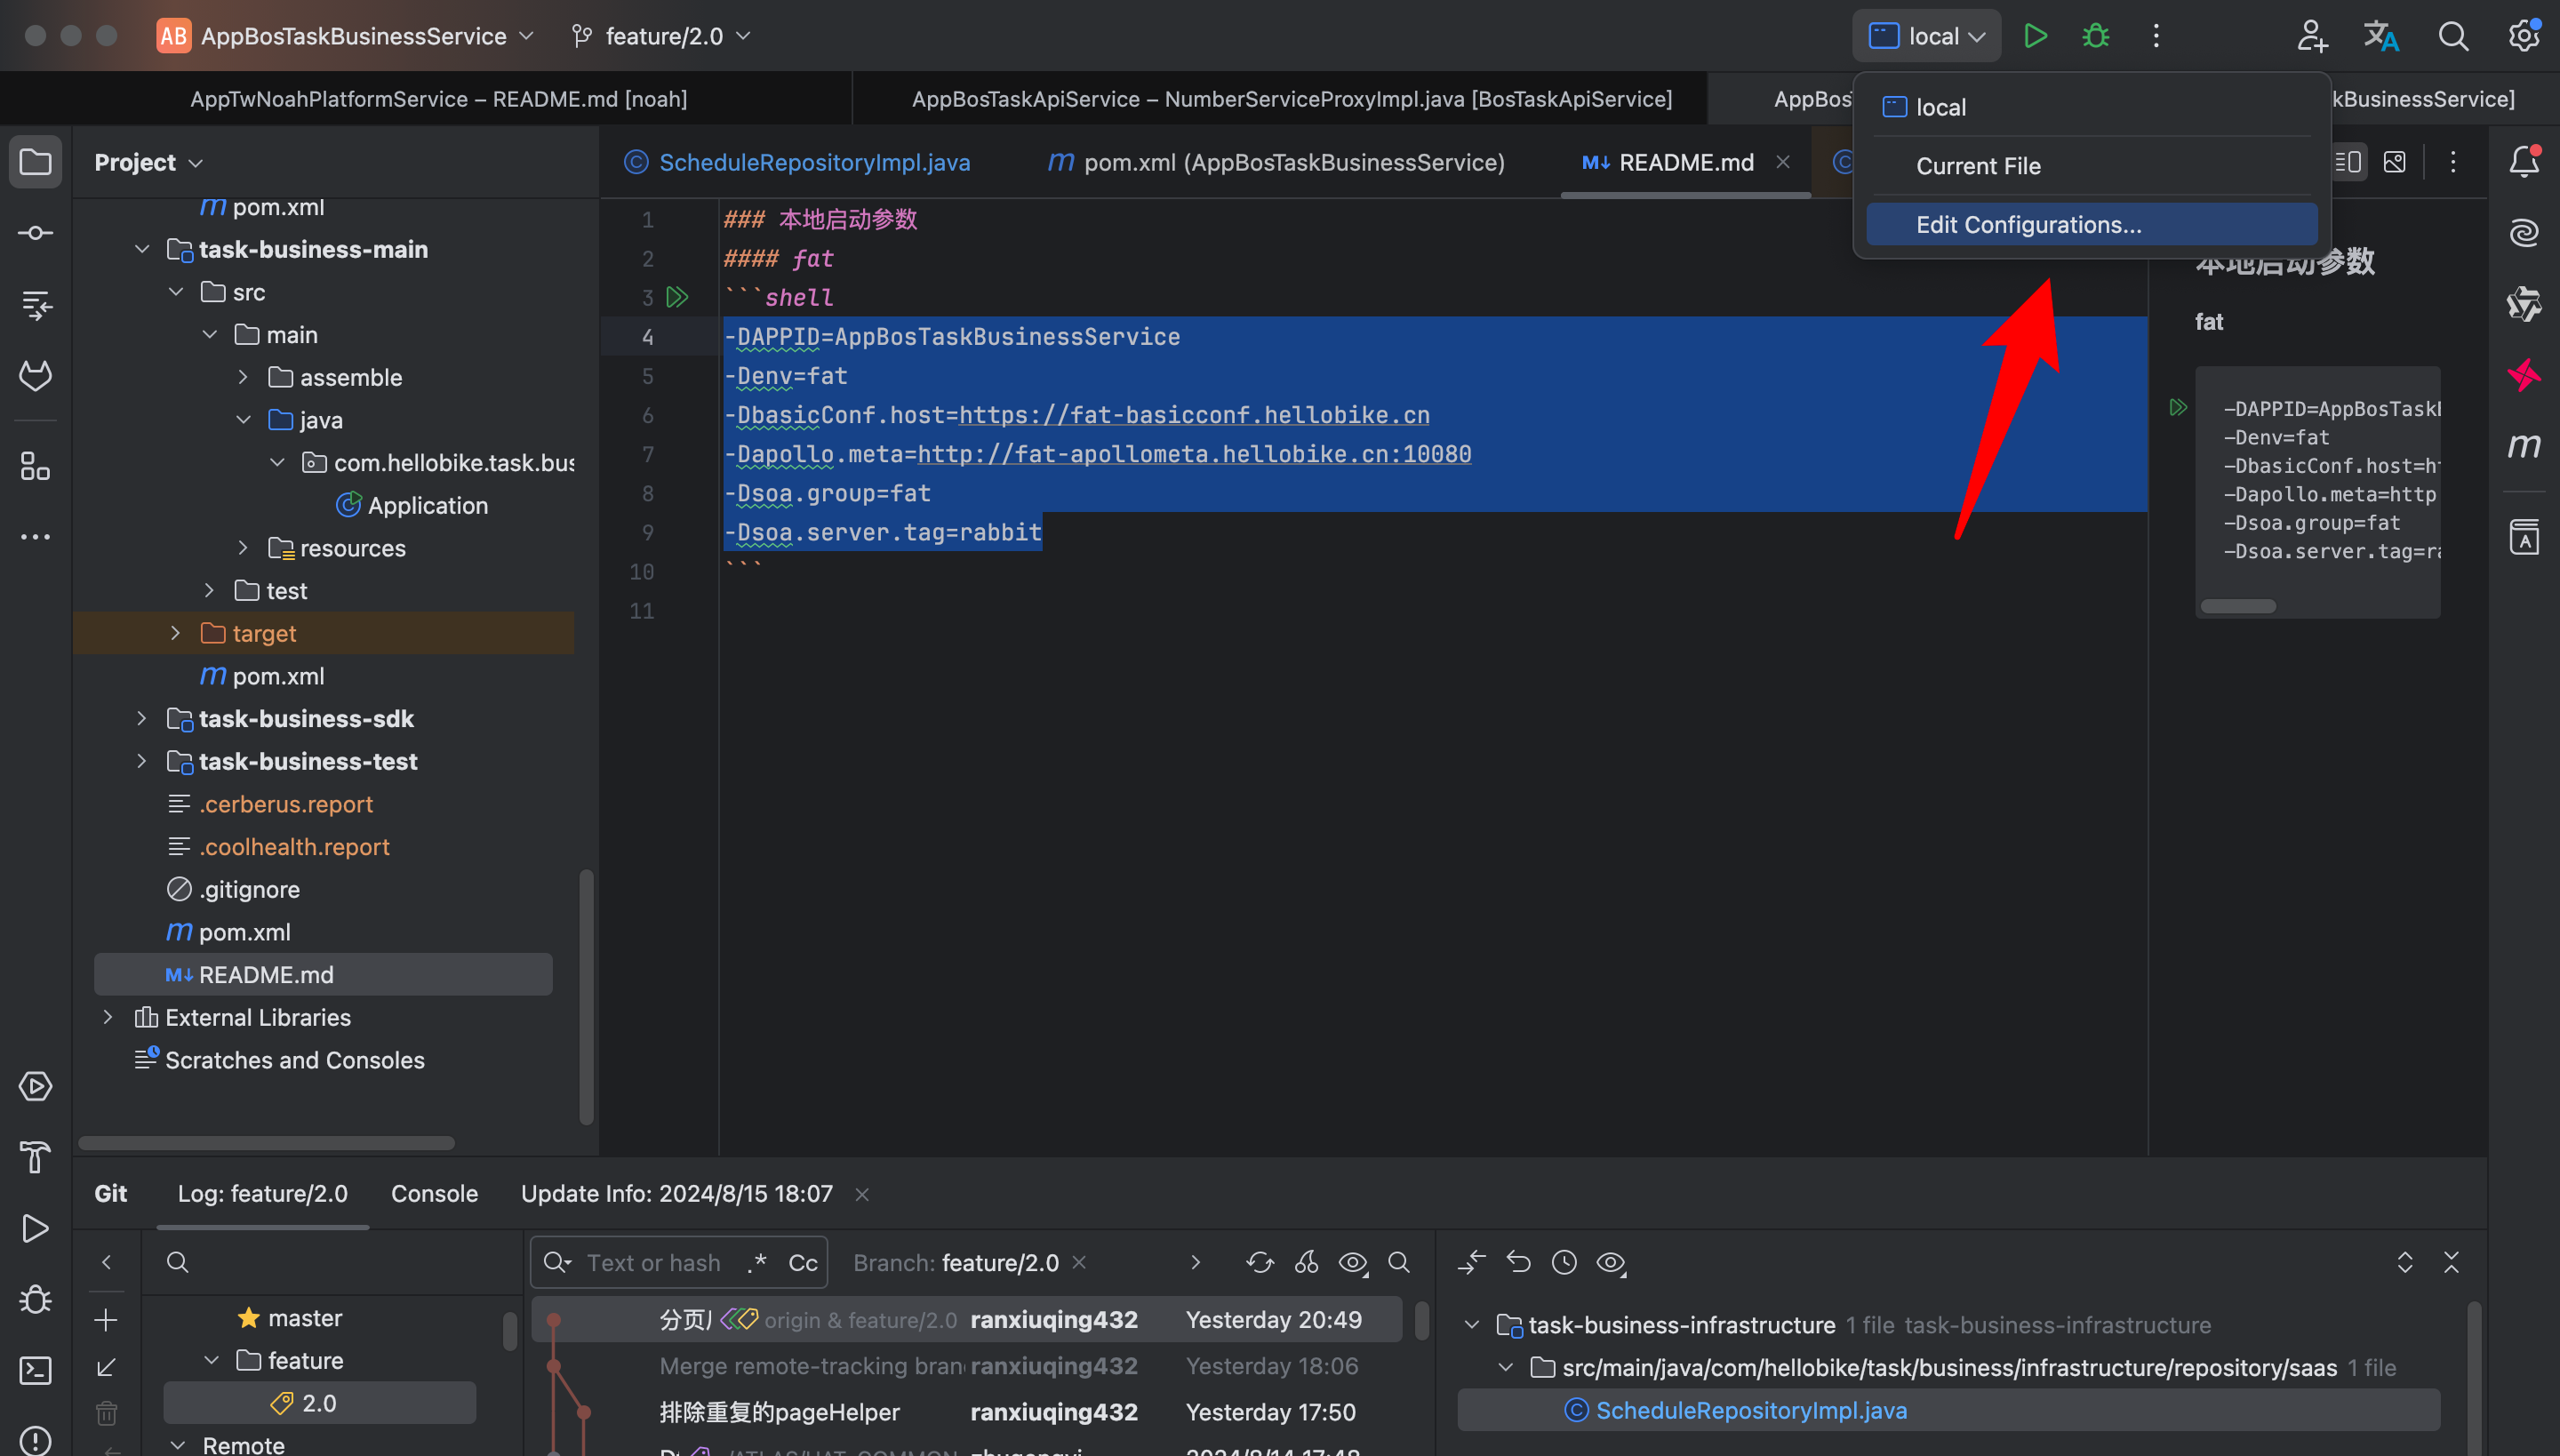 AB AppBosTaskBusinessService feature/2.0 local
AppTwNoahPlatformService – README.md [noah] AppBosTaskApiService – NumberServiceProxyImpl.java [BosTaskApiService] AppBos kBusinessService]
local
Current File
Edit Configurations...
Project
ScheduleRepositoryImpl.java pom.xml (AppBosTaskBusinessService) README.md
pom.xml
task-business-main
src
main
assemble
java
com.hellobike.task.bus
Application
resources
test
target
pom.xml
task-business-sdk
task-business-test
.cerberus.report
.coolhealth.report
.gitignore
pom.xml
README.md
External Libraries
Scratches and Consoles
1 ### 本地启动参数
2 #### fat
3 ```shell
4 -DAPPID=AppBosTaskBusinessService
5 -Denv=fat
6 -DbasicConf.host=https://fat-basicconf.hellobike.cn
7 -Dapollo.meta=http://fat-apollometa.hellobike.cn:10080
8 -Dsoa.group=fat
9 -Dsoa.server.tag=rabbit
10 ```
11
本地启动参数
fat
-DAPPID=AppBosTask
-Denv=fat
-DbasicConf.host=h
-Dapollo.meta=http
-Dsoa.group=fat
-Dsoa.server.tag=ra
Git Log: feature/2.0 Console Update Info: 2024/8/15 18:07
Text or hash .* Cc Branch: feature/2.0
master
feature
2.0
Remote
分页 origin & feature/2.0 ranxiuqing432 Yesterday 20:49
Merge remote-tracking bran ranxiuqing432 Yesterday 18:06
排除重复的pageHelper ranxiuqing432 Yesterday 17:50
task-business-infrastructure 1 file task-business-infrastructure
src/main/java/com/hellobike/task/business/infrastructure/repository/saas 1 file
ScheduleRepositoryImpl.java